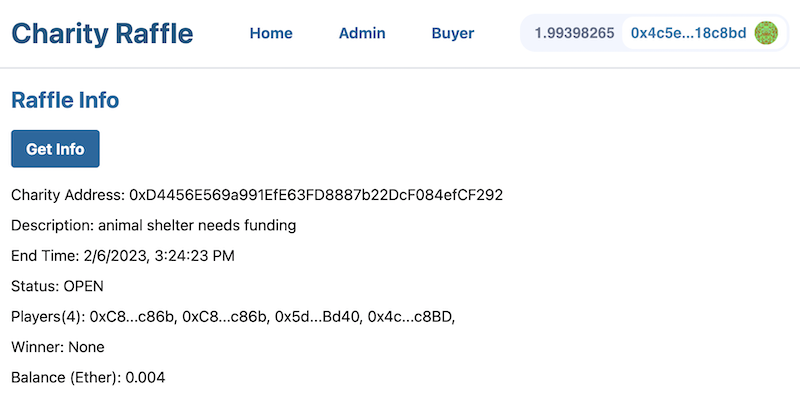 Charity Raffle Home Admin Buyer 1.99398265 0x4c5e...18c8bd
Raffle Info
Get Info
Charity Address: 0xD4456E569a991EfE63FD8887b22DcF084efCF292
Description: animal shelter needs funding
End Time: 2/6/2023, 3:24:23 PM
Status: OPEN
Players(4): 0xC8...c86b, 0xC8...c86b, 0x5d...Bd40, 0x4c...c8BD,
Winner: None
Balance (Ether): 0.004